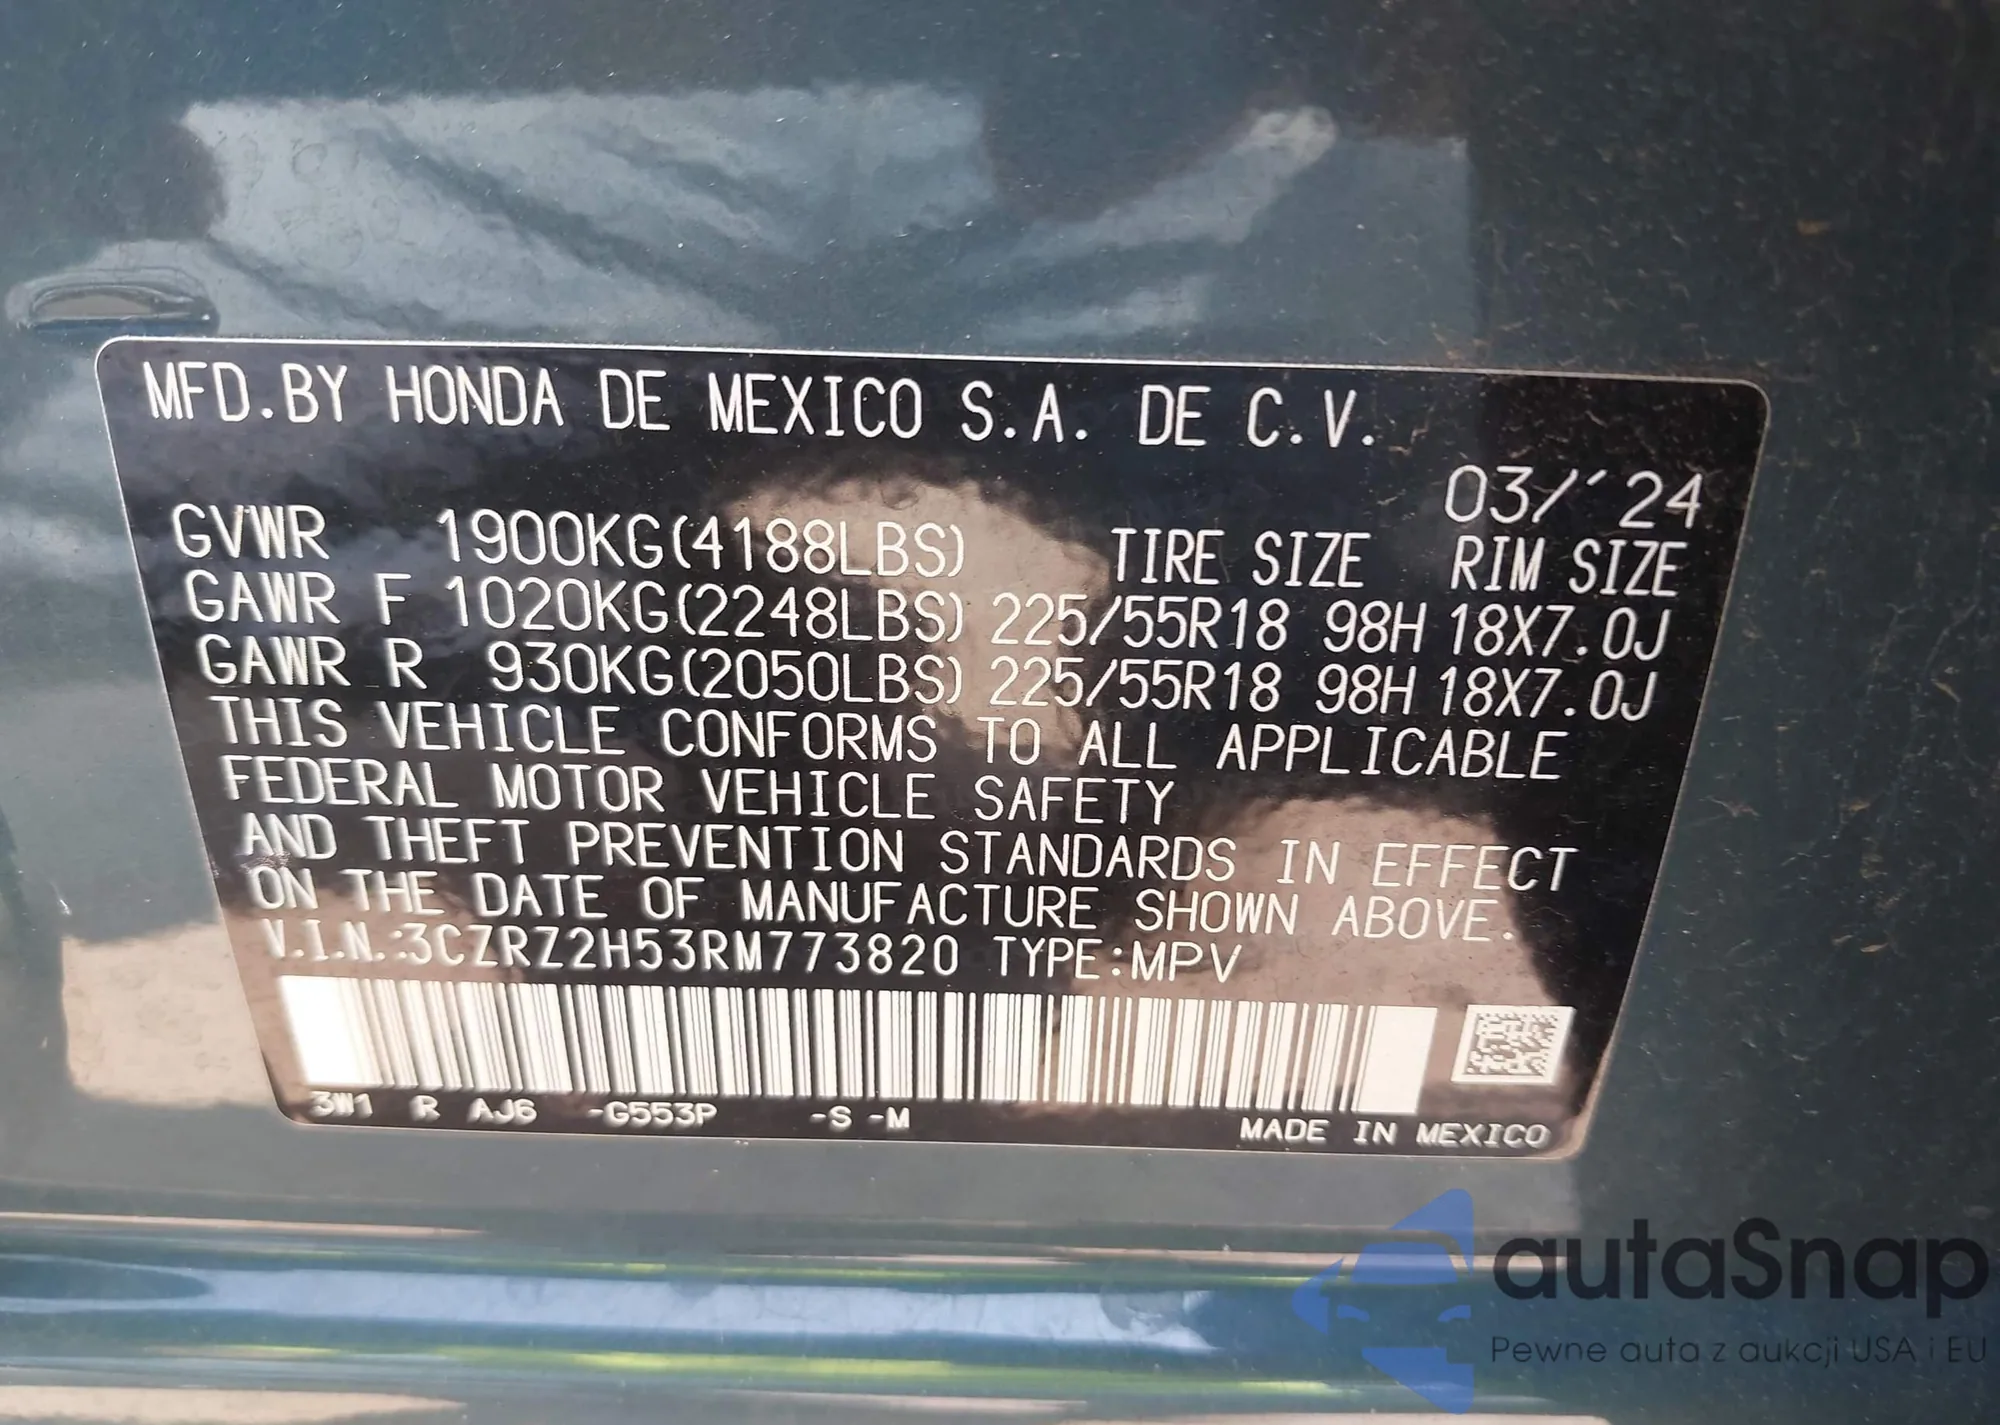 MFD.BY HONDA DE MEXICO S.A. DE C.V.
03/'24
GVWR 1900KG(4188LBS) TIRE SIZE RIM SIZE
GAWR F 1020KG(2248LBS) 225/55R18 98H 18X7.0J
GAWR R 930KG(2050LBS) 225/55R18 98H 18X7.0J
THIS VEHICLE CONFORMS TO ALL APPLICABLE
FEDERAL MOTOR VEHICLE SAFETY
AND THEFT PREVENTION STANDARDS IN EFFECT
ON THE DATE OF MANUFACTURE SHOWN ABOVE.
V.I.N.:3CZRZ2H53RM773820 TYPE:MPV
3W1 R AJ6 -G553P -S -M
MADE IN MEXICO
autaSnap
Pewne auta z aukcji USA i EU